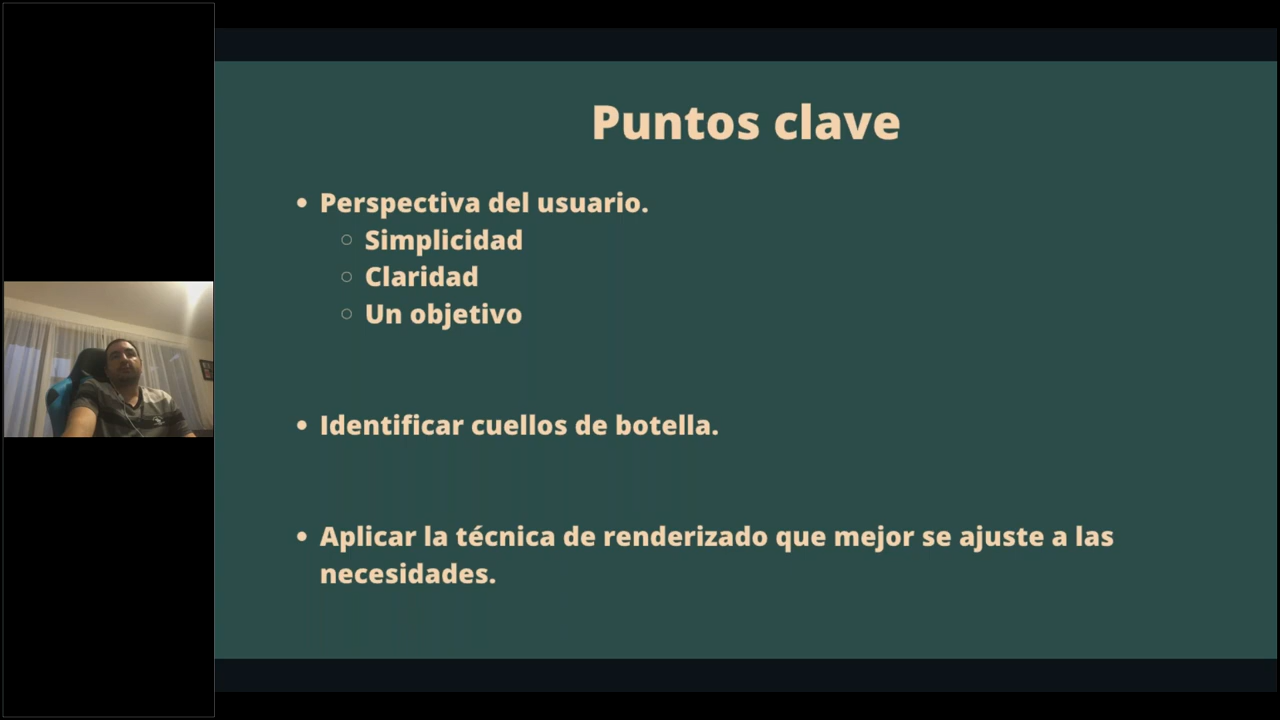 Puntos clave
• Perspectiva del usuario.
○ Simplicidad
○ Claridad
○ Un objetivo
• Identificar cuellos de botella.
• Aplicar la técnica de renderizado que mejor se ajuste a las
necesidades.